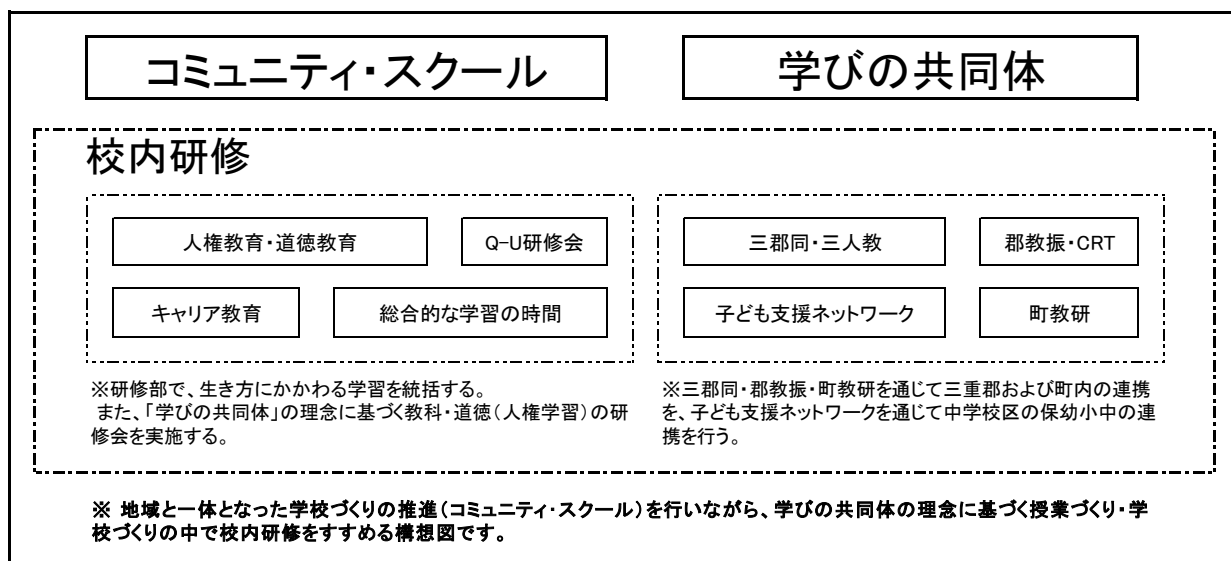 コミュニティ・スクール
学びの共同体
校内研修
人権教育・道徳教育
Q-U研修会
キャリア教育
総合的な学習の時間
三郡同・三人教
郡教振・CRT
子ども支援ネットワーク
町教研
※研修部で、生き方にかかわる学習を統括する。
また、「学びの共同体」の理念に基づく教科・道徳（人権学習）の研
修会を実施する。
※三郡同・郡教振・町教研を通じて三重郡および町内の連携
を、子ども支援ネットワークを通じて中学校区の保幼小中の連
携を行う。
※ 地域と一体となった学校づくりの推進（コミュニティ・スクール）を行いながら、学びの共同体の理念に基づく授業づくり・学
校づくりの中で校内研修をすすめる構想図です。